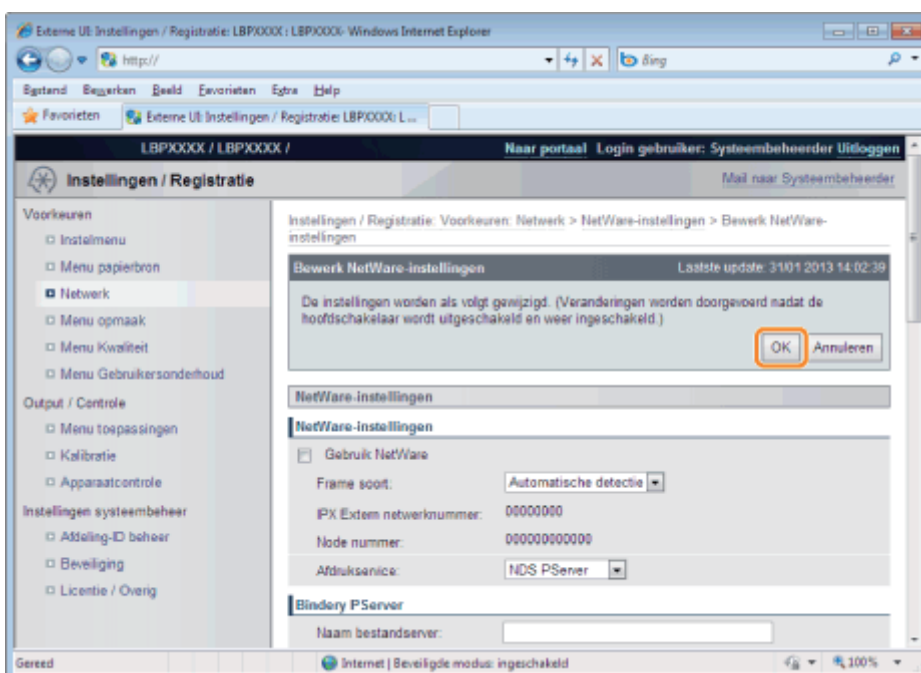 Externe UI: Instellingen / Registratie: LBPXXXX : LBPXXXX- Windows Internet Explorer
http://
Bing
Bestand Bewerken Beeld Favorieten Extra Help
Favorieten
Externe UI: Instellingen / Registratie: LBPXXXX: L...
LBPXXXX / LBPXXXX /
Naar portaal Login gebruiker: Systeembeheerder Uitloggen
Instellingen / Registratie
Mail naar Systeembeheerder
Voorkeuren
Instelmenu
Menu papierbron
Netwerk
Menu opmaak
Menu Kwaliteit
Menu Gebruikersonderhoud
Output / Controle
Menu toepassingen
Kalibratie
Apparaatcontrole
Instellingen systeembeheer
Afdeling-ID beheer
Beveiliging
Licentie / Overig
Instellingen / Registratie: Voorkeuren: Netwerk > NetWare-instellingen > Bewerk NetWare-
instellingen
Bewerk NetWare-instellingen
Laatste update: 31/01 2013 14:02:39
De instellingen worden als volgt gewijzigd. (Veranderingen worden doorgevoerd nadat de
hoofdschakelaar wordt uitgeschakeld en weer ingeschakeld.)
OK Annuleren
NetWare-instellingen
NetWare-instellingen
Gebruik NetWare
Frame soort: Automatische detectie
IPX Extern netwerknummer: 00000000
Node nummer: 000000000000
Afdrukservice: NDS PServer
Bindery PServer
Naam bestandserver:
Gereed
Internet | Beveiligde modus: ingeschakeld
100%